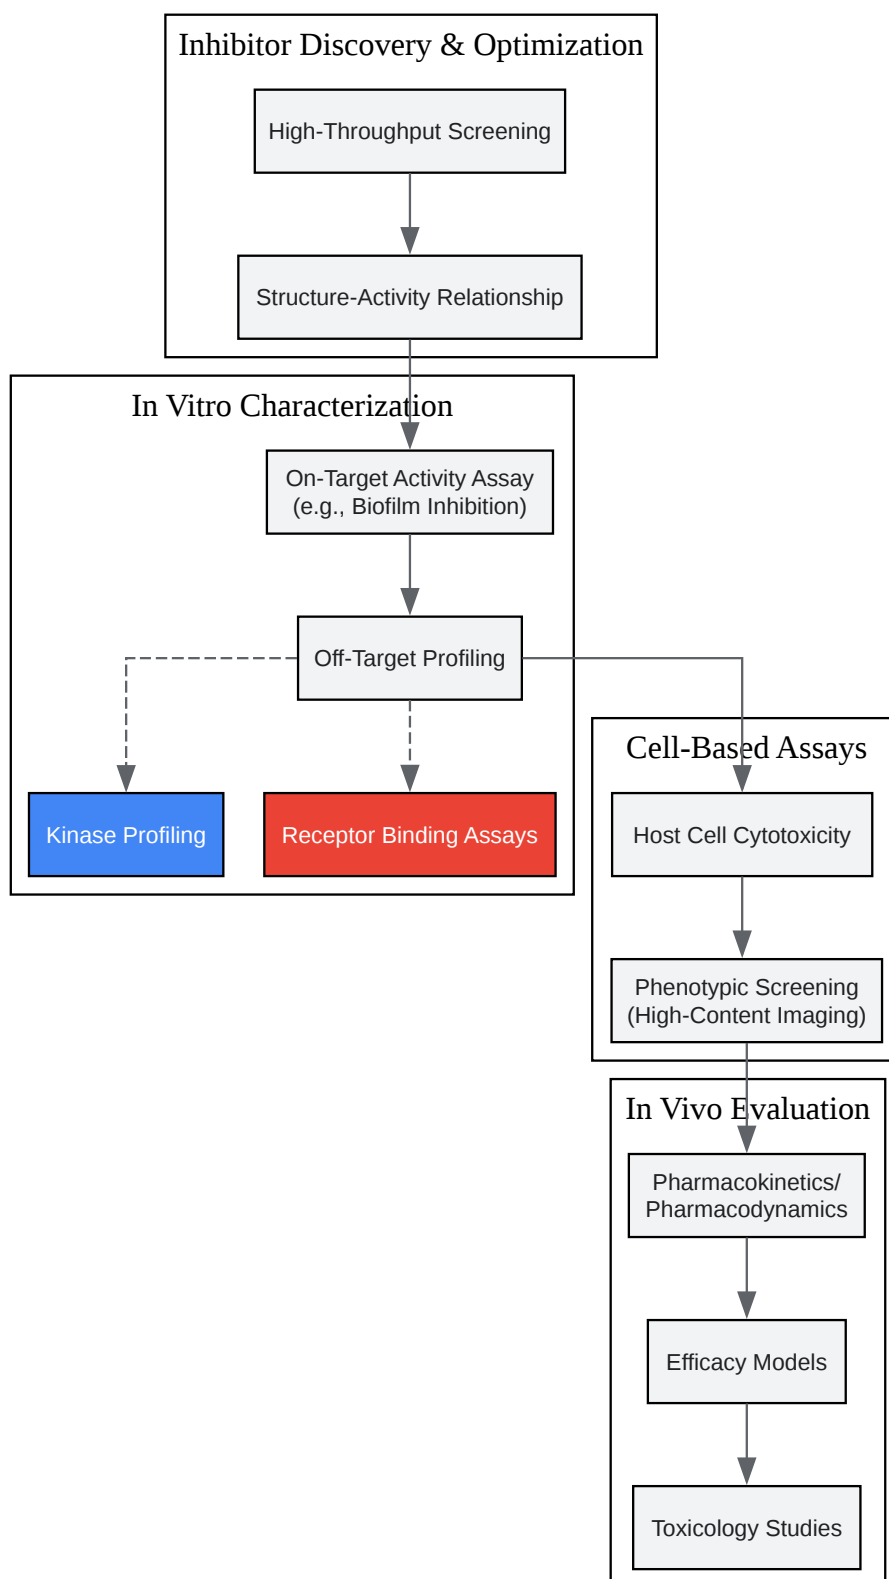 Inhibitor Discovery & Optimization
High-Throughput Screening
Structure-Activity Relationship
In Vitro Characterization
On-Target Activity Assay
(e.g., Biofilm Inhibition)
Off-Target Profiling
Kinase Profiling
Receptor Binding Assays
Cell-Based Assays
Host Cell Cytotoxicity
Phenotypic Screening
(High-Content Imaging)
In Vivo Evaluation
Pharmacokinetics/
Pharmacodynamics
Efficacy Models
Toxicology Studies